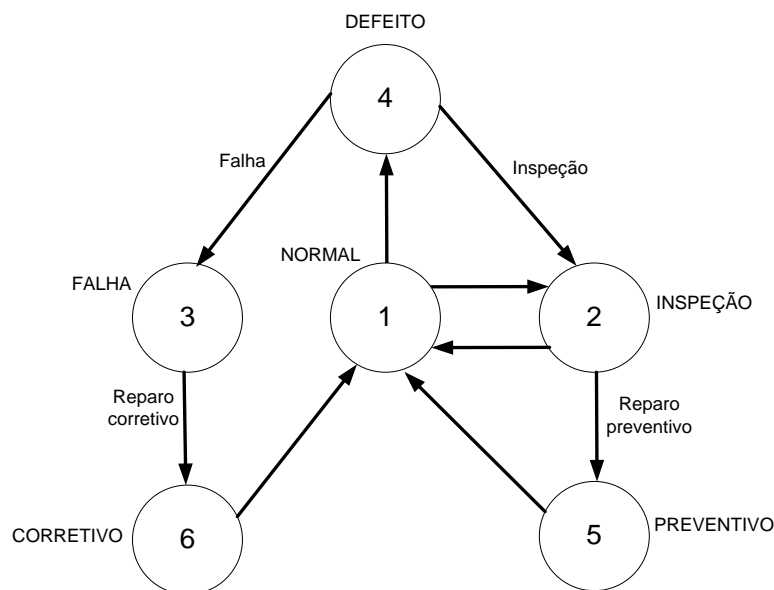 DEFEITO
4
Falha
Inspeção
NORMAL
FALHA
3
1
2
INSPEÇÃO
Reparo
corretivo
Reparo
preventivo
CORRETIVO
6
5
PREVENTIVO